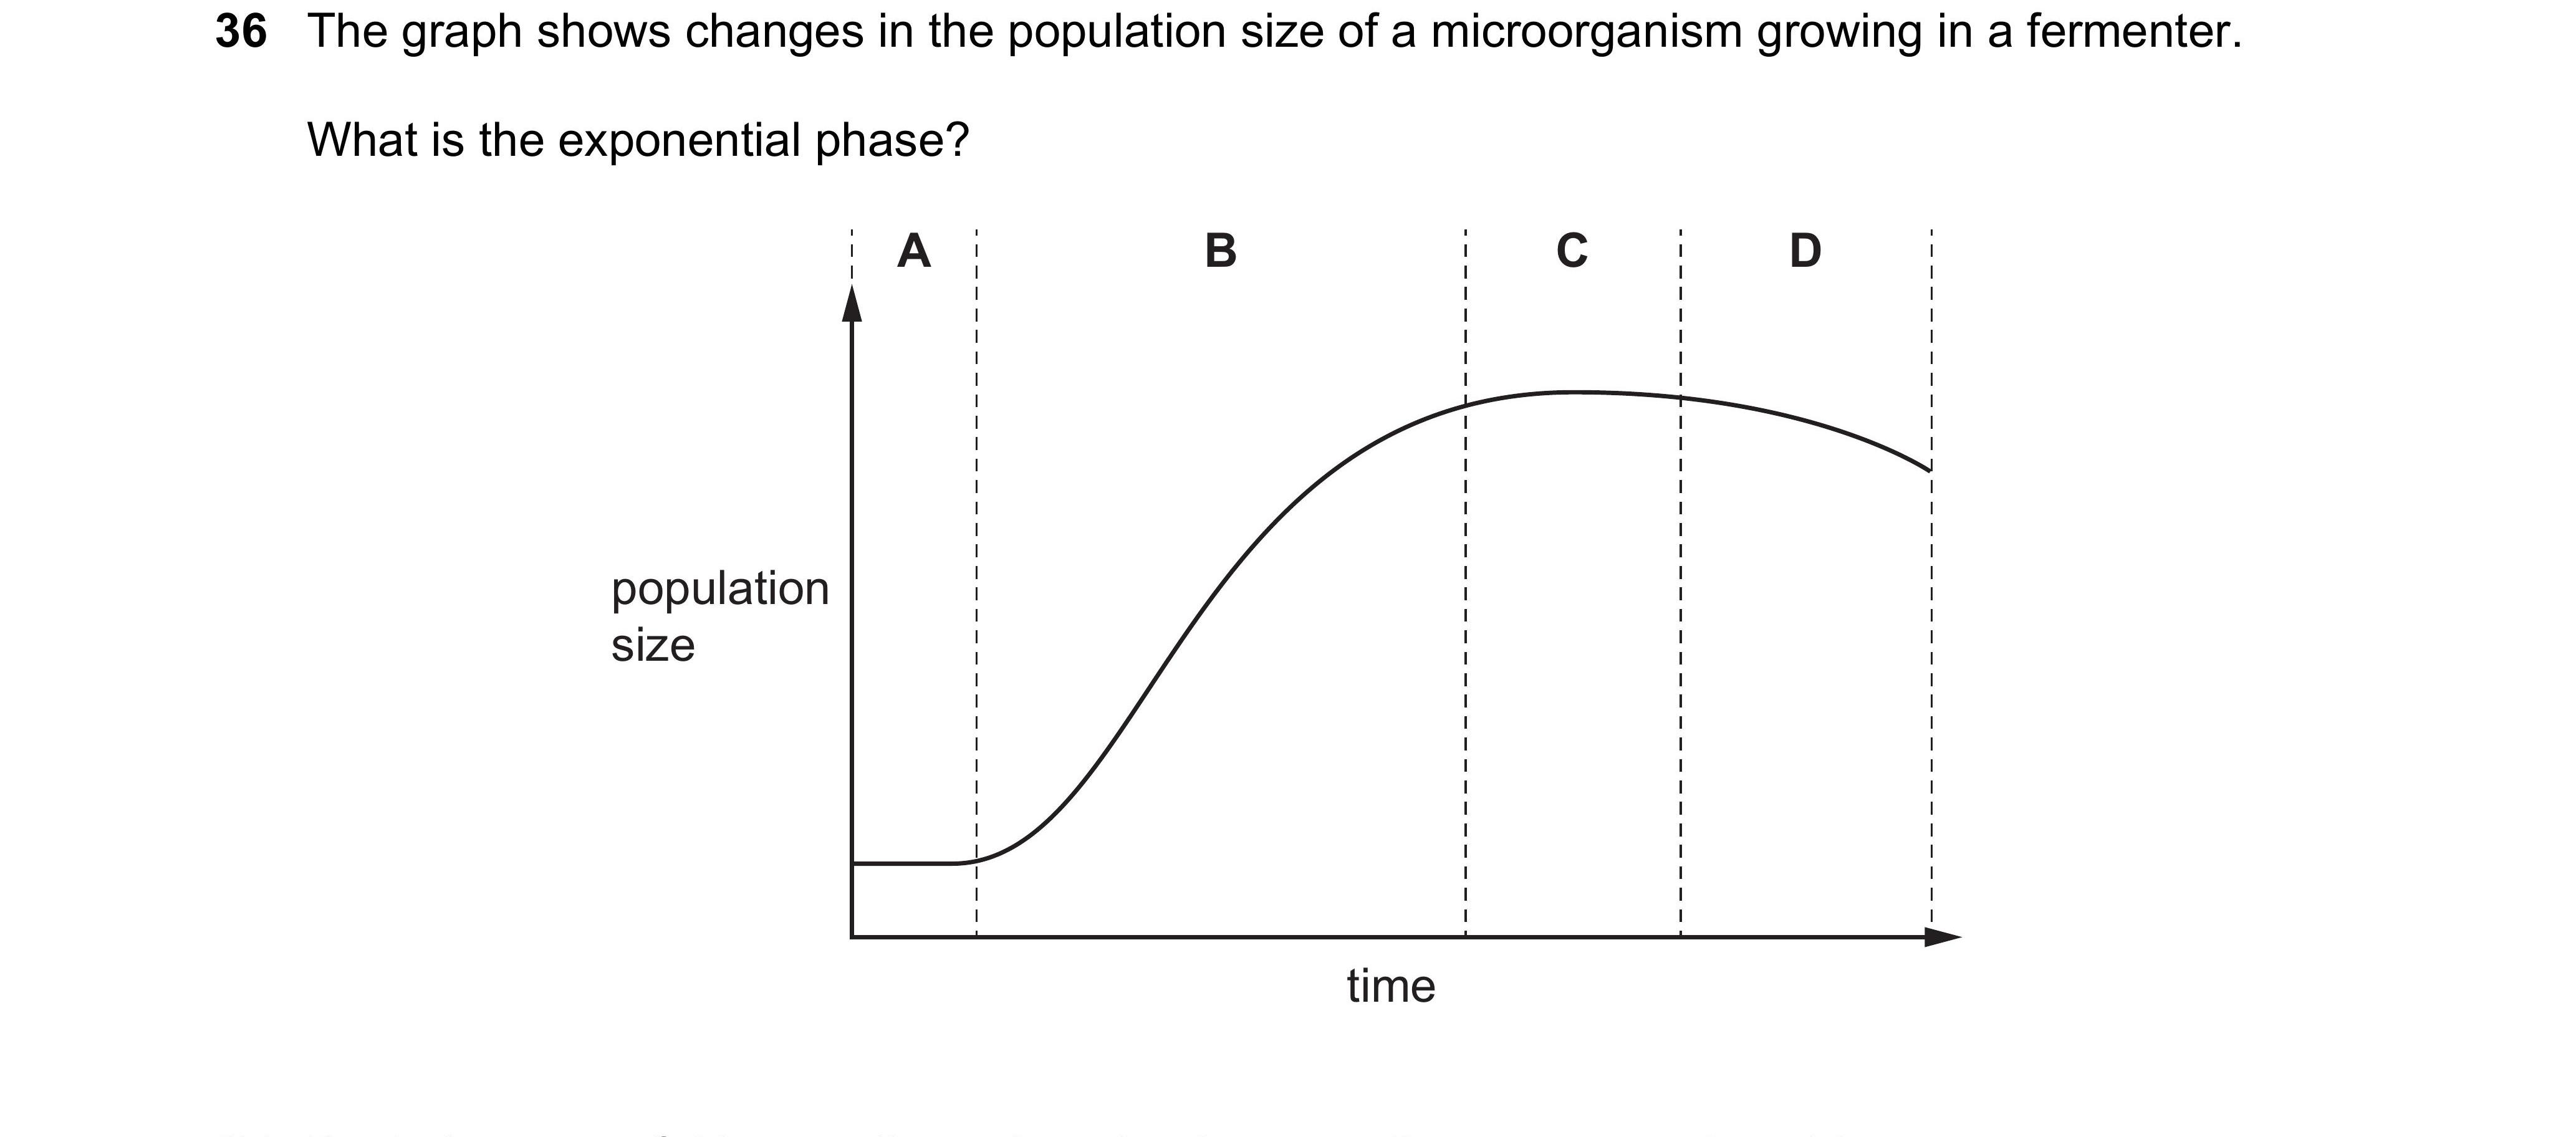 36 The graph shows changes in the population size of a microorganism growing in a fermenter.
What is the exponential phase?
A B C D
population
size
time